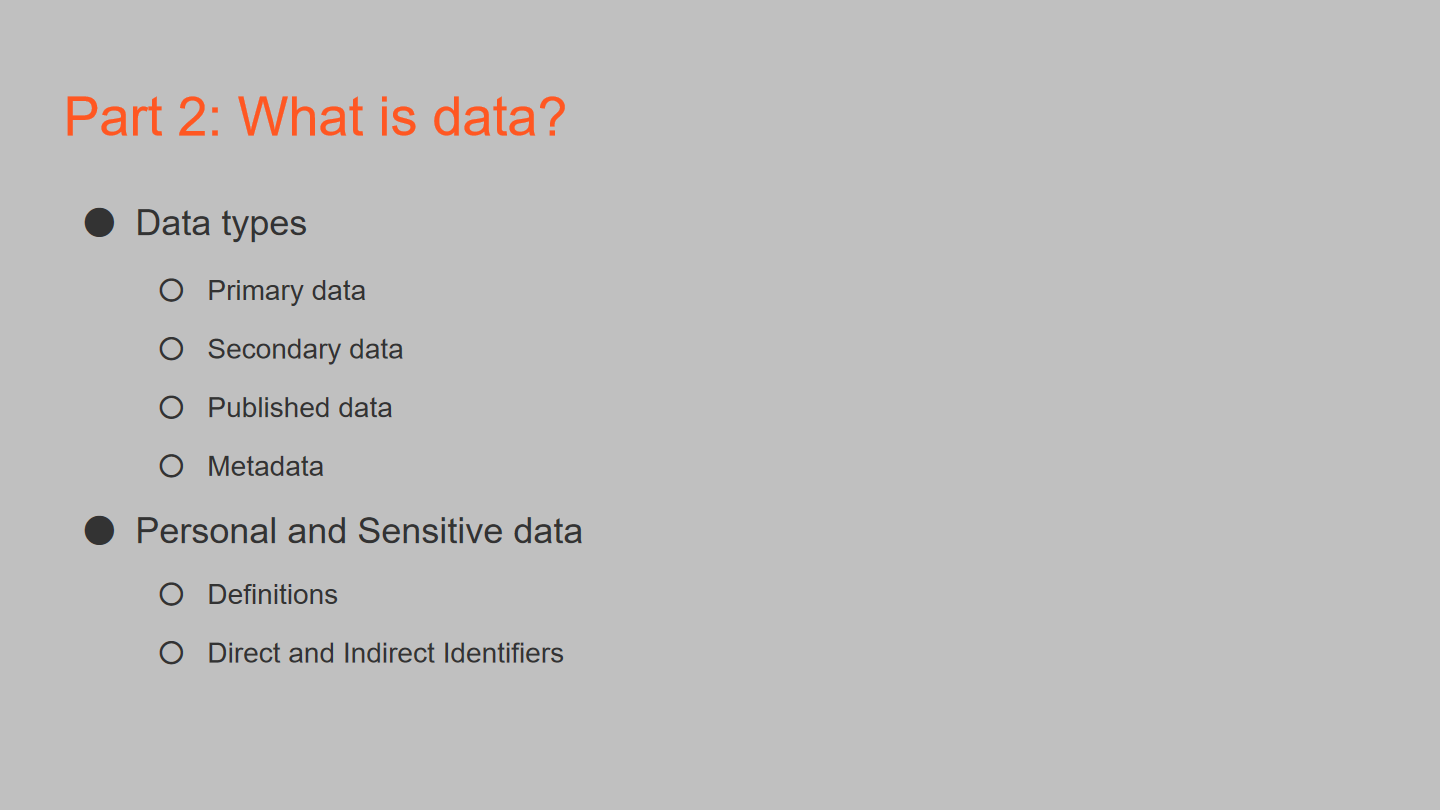 Part 2: What is data?
● Data types
○ Primary data
○ Secondary data
○ Published data
○ Metadata
● Personal and Sensitive data
○ Definitions
○ Direct and Indirect Identifiers